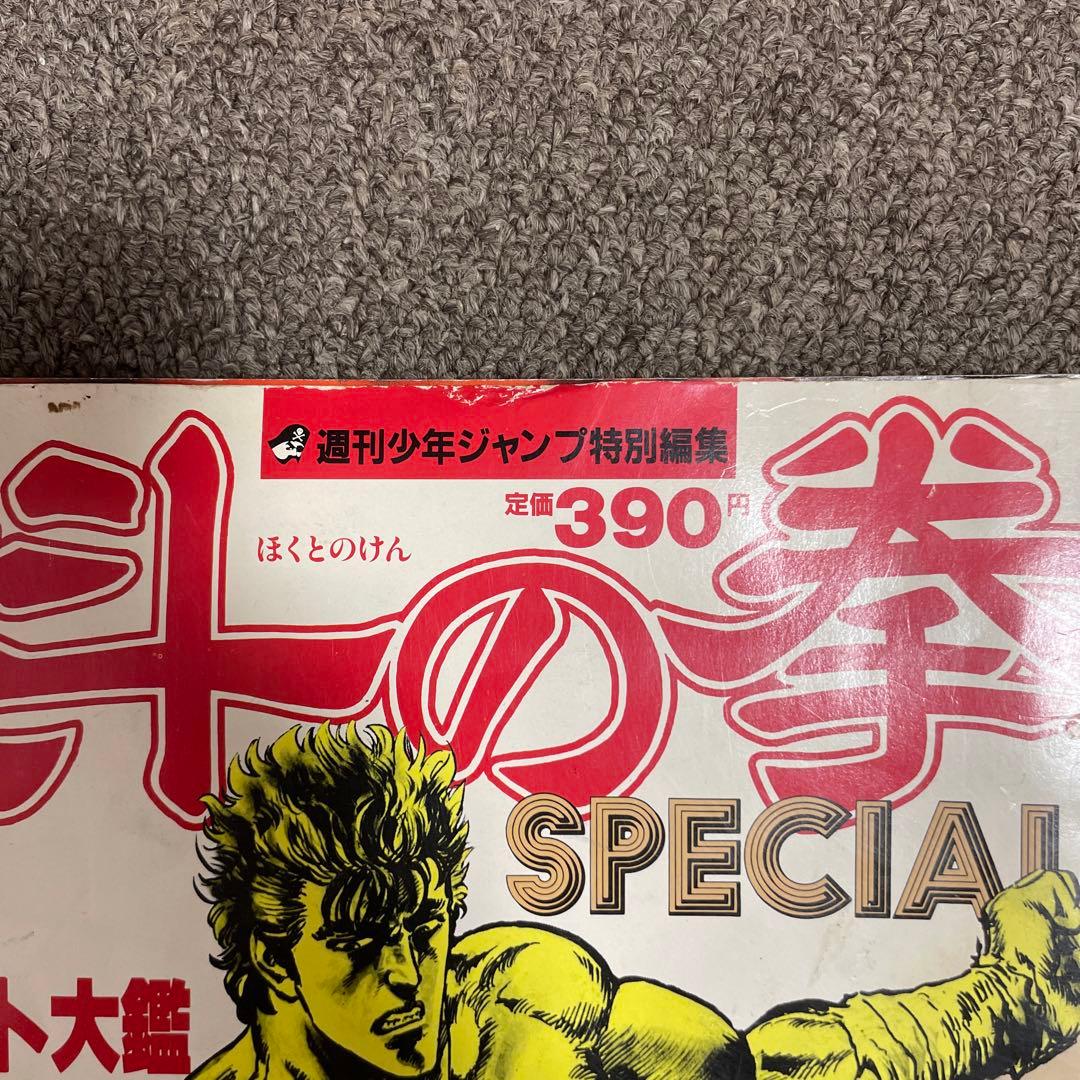 週刊少年ジャンプ特別編集
定価390円
ほくとのけん
斗の拳
SPECIAL
ト大鑑